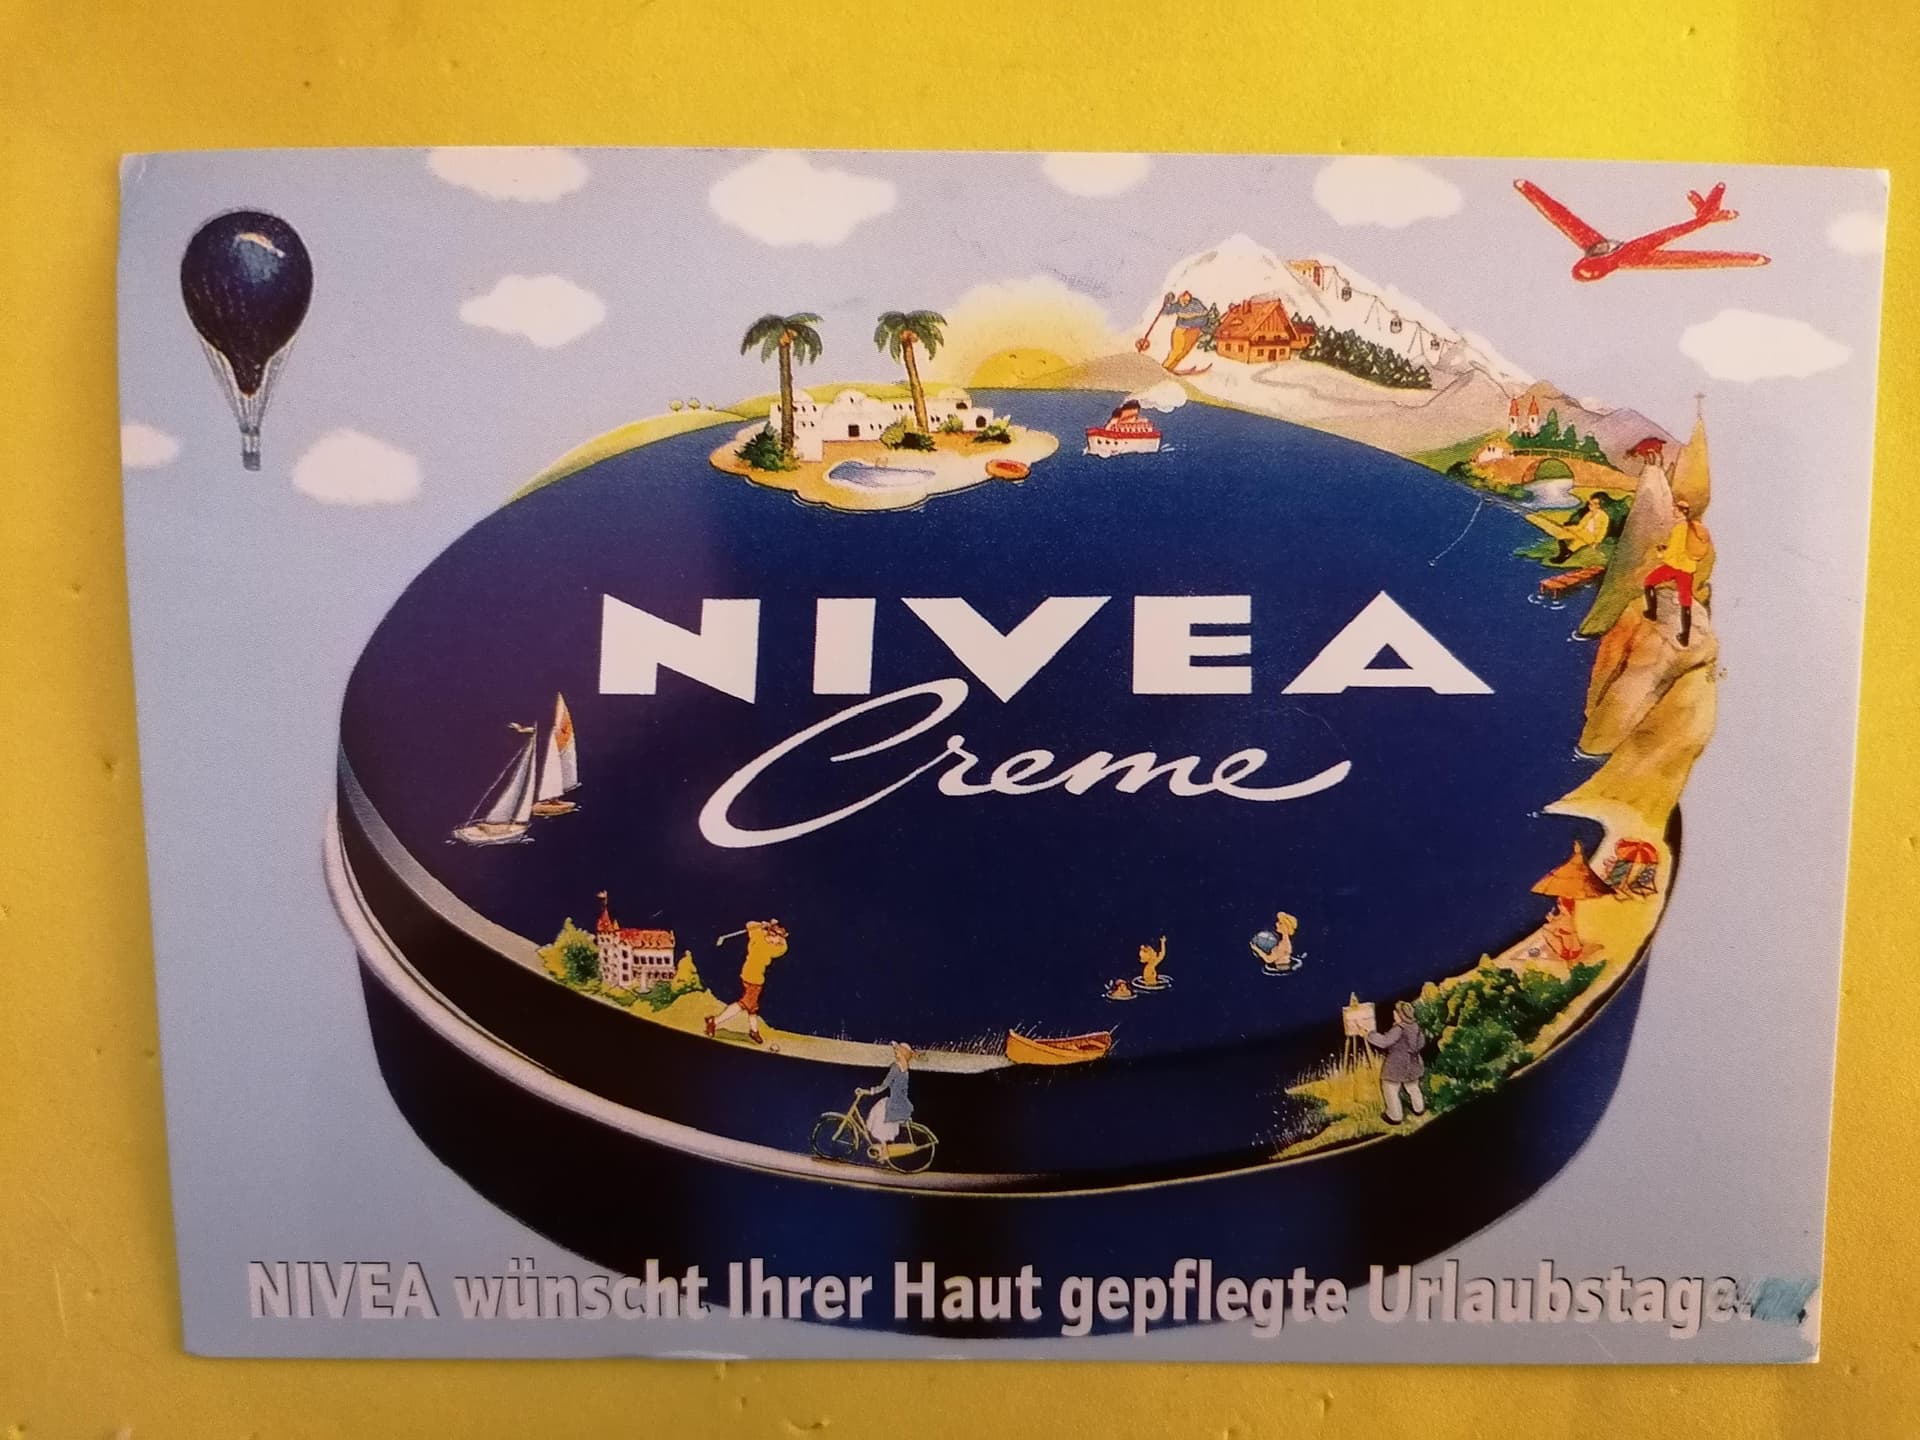 NIVEA
Creme
NIVEA wünscht Ihrer Haut gepflegte Urlaubstage.